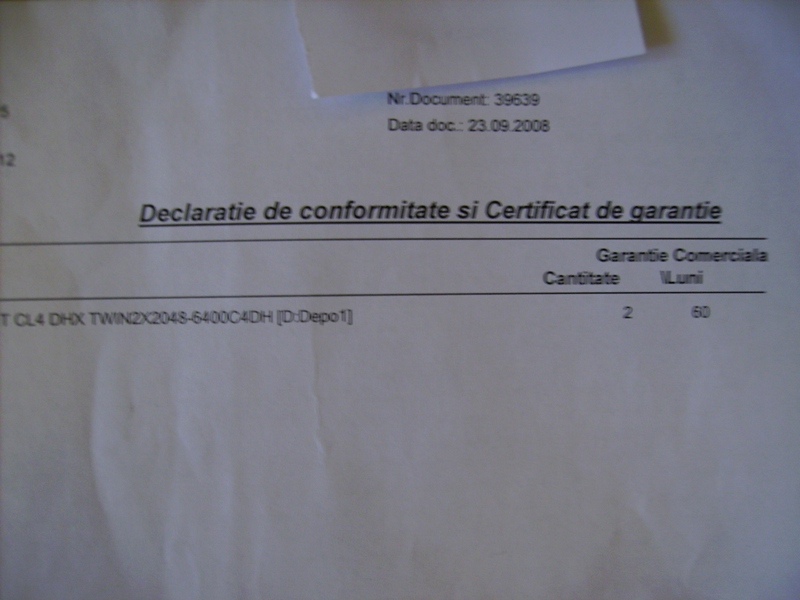 Nr.Document: 39639
5
Data doc.: 23.09.2008
12
Declaratie de conformitate si Certificat de garantie
Garantie Comerciala
Cantitate \Luni
T CL4 DHX TWIN2X2048-6400C4DH [D:Depo1] 2 60